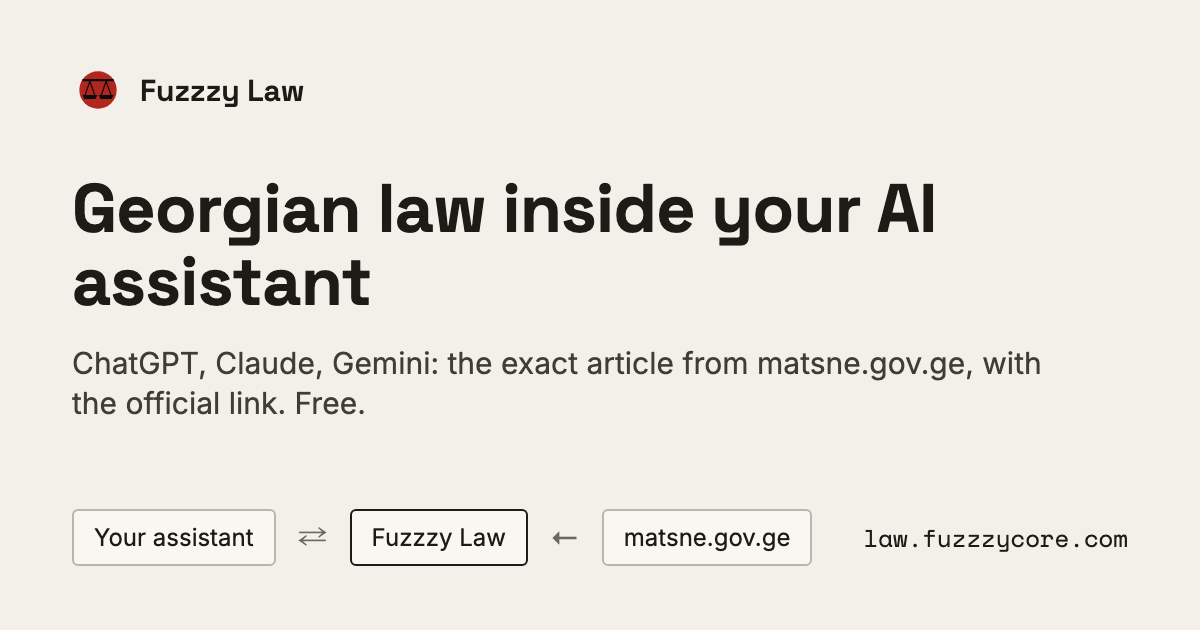 Fuzzzy Law
Georgian law inside your AI
assistant
ChatGPT, Claude, Gemini: the exact article from matsne.gov.ge, with
the official link. Free.
Your assistant ⇄ Fuzzzy Law ← matsne.gov.ge law.fuzzzycore.com